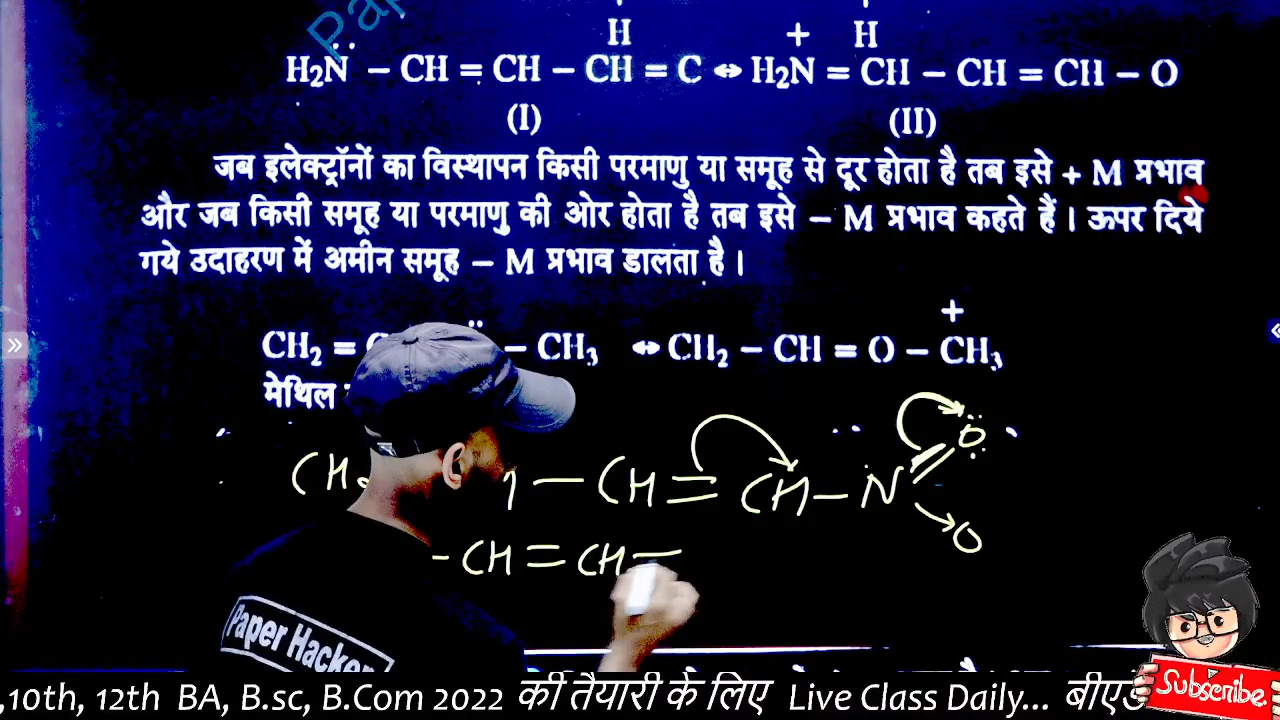 Pap
H + H
H₂N̈ – CH = CH – CH = C ⇔ H₂N = CH – CH = CH – O
(I) (II)
जब इलेक्ट्रॉनों का विस्थापन किसी परमाणु या समूह से दूर होता है तब इसे + M प्रभाव
और जब किसी समूह या परमाणु की ओर होता है तब इसे – M प्रभाव कहते हैं । ऊपर दिये
गये उदाहरण में अमीन समूह – M प्रभाव डालता है ।
+
CH₂ = – CH₃ ⇔ CH₂ – CH = O – CH₃
मेथिल
CH – CH = CH – N Ö
O
- CH = CH –
Paper Hacker
,10th, 12th BA, B.sc, B.Com 2022 की तैयारी के लिए Live Class Daily... बीएड
Subscribe